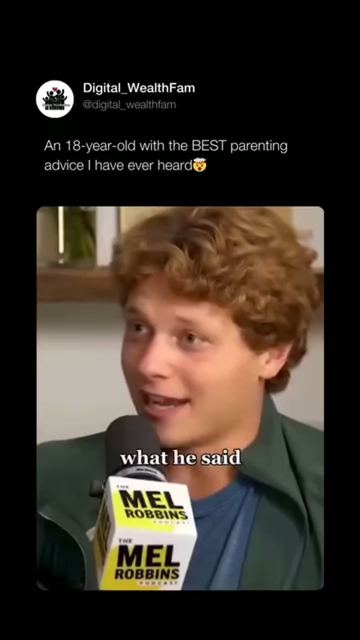 Digital_WealthFam
@digital_wealthfam
An 18-year-old with the BEST parenting
advice I have ever heard🤯
what he said
THE
MEL
ROBBINS
PODCAST
THE
MEL
ROBBINS
PODCAST